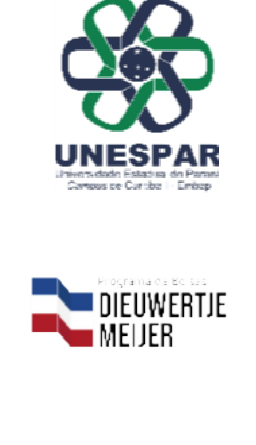 UNESPAR
Universidade Estadual do Paraná
Campus de Curitiba I - Embap
Programa de Bolsas
DIEUWERTJE
MEIJER